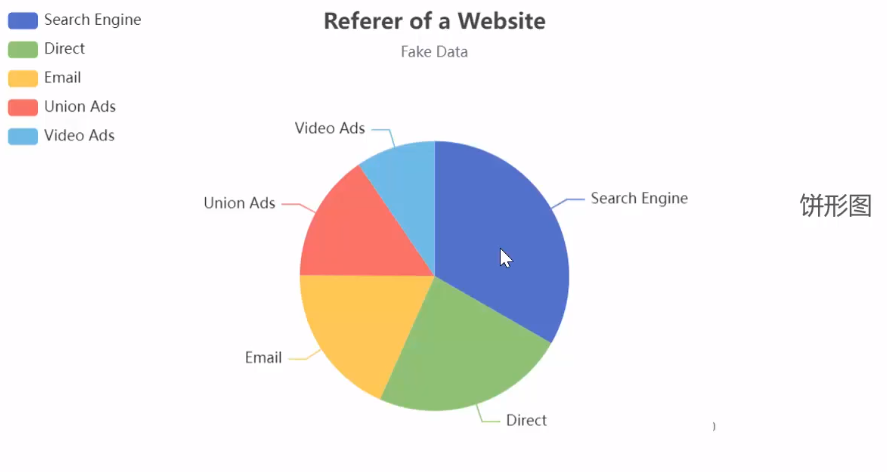 Referer of a Website
Fake Data
Search Engine
Direct
Email
Union Ads
Video Ads
Video Ads
Union Ads
Search Engine
饼形图
Email
Direct
)